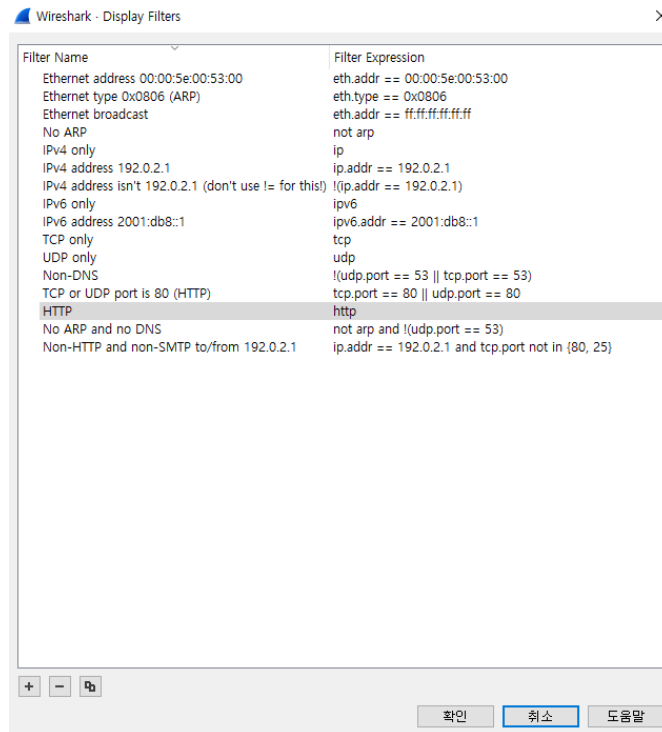 Wireshark · Display Filters
Filter Name Filter Expression
Ethernet address 00:00:5e:00:53:00 eth.addr == 00:00:5e:00:53:00
Ethernet type 0x0806 (ARP) eth.type == 0x0806
Ethernet broadcast eth.addr == ff:ff:ff:ff:ff:ff
No ARP not arp
IPv4 only ip
IPv4 address 192.0.2.1 ip.addr == 192.0.2.1
IPv4 address isn't 192.0.2.1 (don't use != for this!) !(ip.addr == 192.0.2.1)
IPv6 only ipv6
IPv6 address 2001:db8::1 ipv6.addr == 2001:db8::1
TCP only tcp
UDP only udp
Non-DNS !(udp.port == 53 || tcp.port == 53)
TCP or UDP port is 80 (HTTP) tcp.port == 80 || udp.port == 80
HTTP http
No ARP and no DNS not arp and !(udp.port == 53)
Non-HTTP and non-SMTP to/from 192.0.2.1 ip.addr == 192.0.2.1 and tcp.port not in {80, 25}
확인 취소 도움말